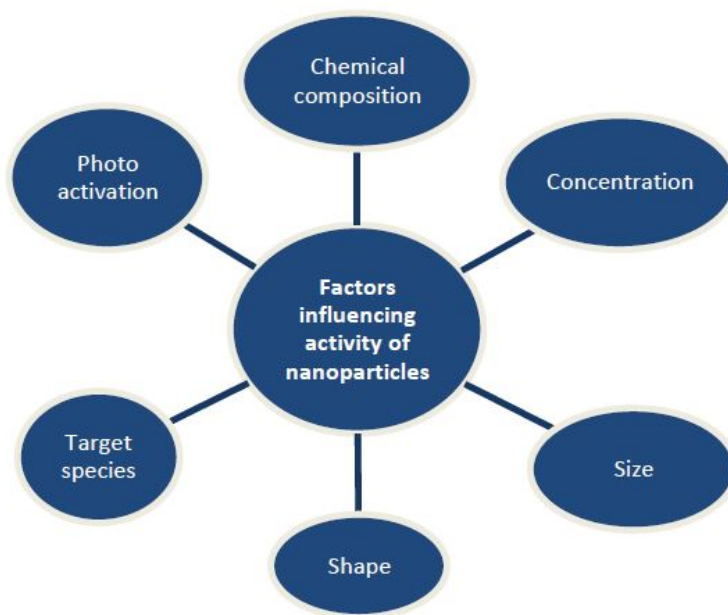 Chemical
composition
Photo
activation
Concentration
Factors
influencing
activity of
nanoparticles
Target
species
Size
Shape